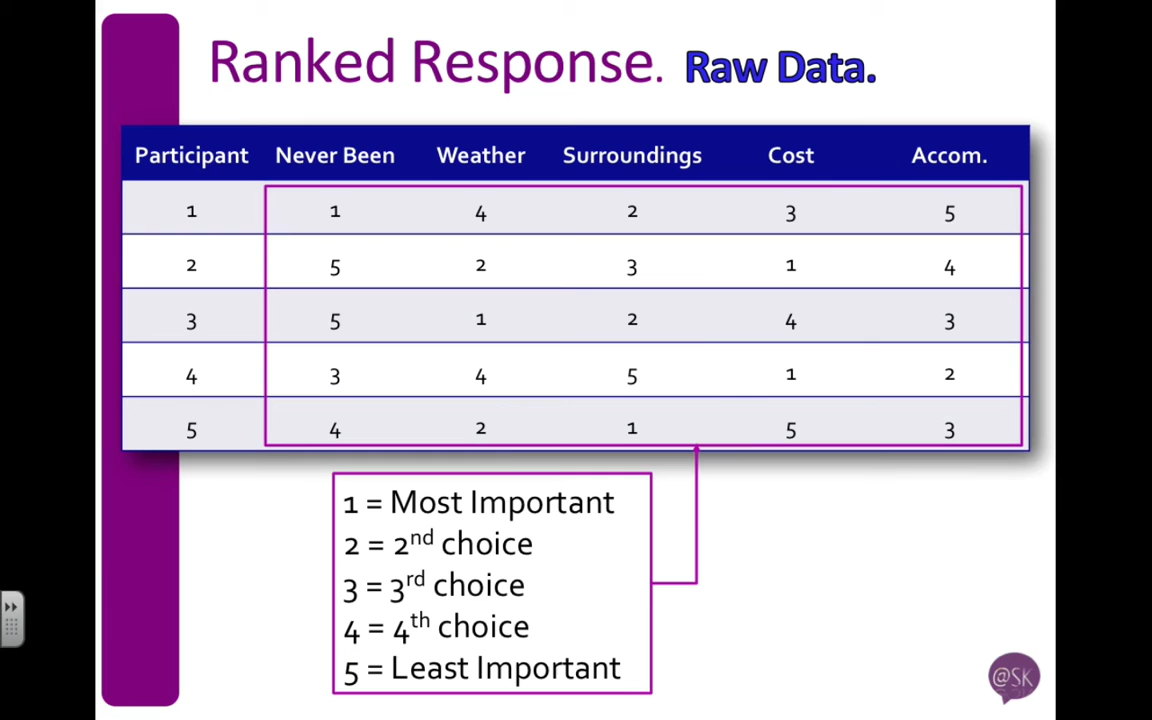 Ranked Response. Raw Data.
Participant Never Been Weather Surroundings Cost Accom.
1 1 4 2 3 5
2 5 2 3 1 4
3 5 1 2 4 3
4 3 4 5 1 2
5 4 2 1 5 3
1 = Most Important
2 = 2nd choice
3 = 3rd choice
4 = 4th choice
5 = Least Important
@SK